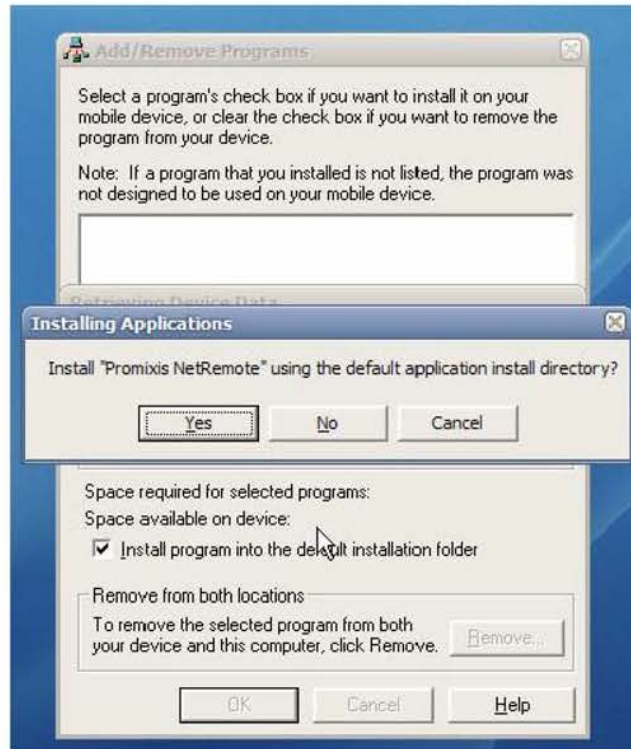 Add/Remove Programs
Select a program's check box if you want to install it on your
mobile device, or clear the check box if you want to remove the
program from your device.
Note: If a program that you installed is not listed, the program was
not designed to be used on your mobile device.
Retrieving Device Data
Installing Applications
Install "Promixis NetRemote" using the default application install directory?
Yes
No
Cancel
Space required for selected programs:
Space available on device:
Install program into the default installation folder
Remove from both locations
To remove the selected program from both
your device and this computer, click Remove.
Remove...
OK
Cancel
Help